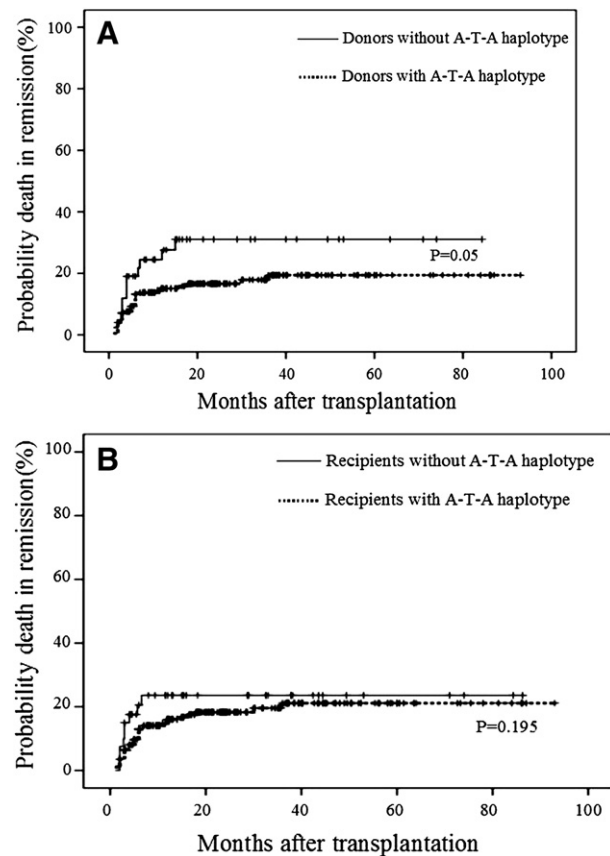 A
Donors without A-T-A haplotype
Donors with A-T-A haplotype
Probability death in remission(%)
100
80
60
40
20
0
P=0.05
0 20 40 60 80 100
Months after transplantation
B
Recipients without A-T-A haplotype
Recipients with A-T-A haplotype
Probability death in remission(%)
100
80
60
40
20
0
P=0.195
0 20 40 60 80 100
Months after transplantation